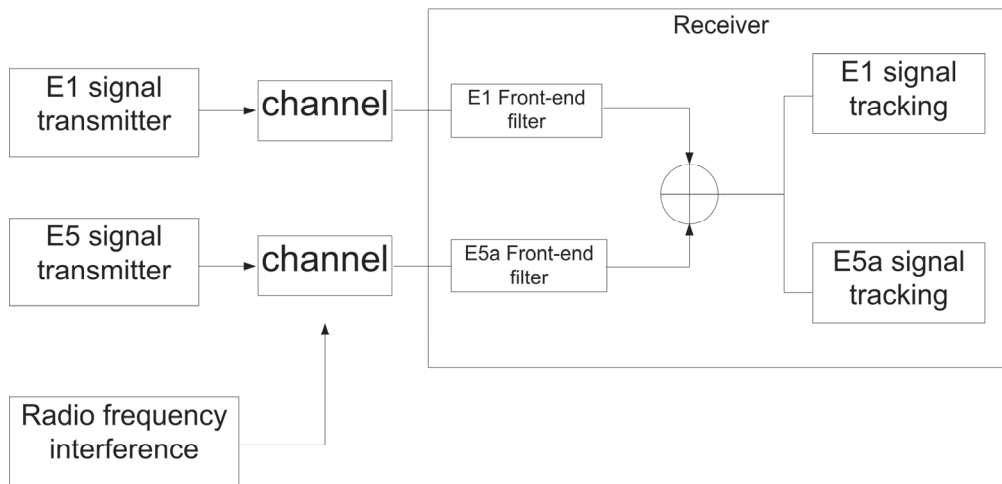 Receiver
E1 signal
transmitter
channel
E1 Front-end
filter
E1 signal
tracking
E5 signal
transmitter
channel
E5a Front-end
filter
E5a signal
tracking
Radio frequency
interference